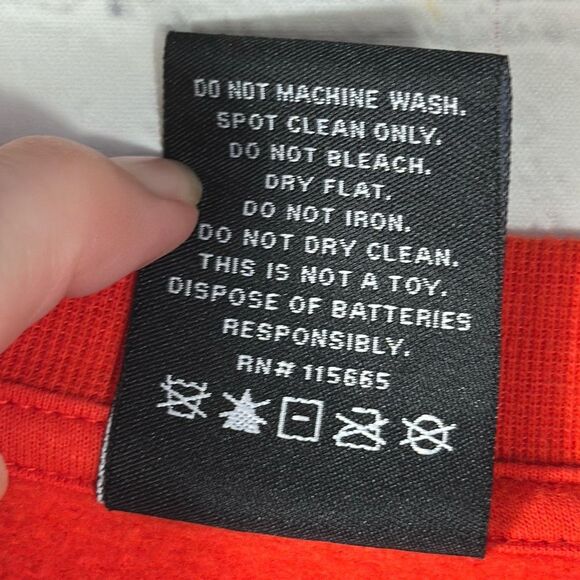 DO NOT MACHINE WASH.
SPOT CLEAN ONLY.
DO NOT BLEACH.
DRY FLAT.
DO NOT IRON.
DO NOT DRY CLEAN.
THIS IS NOT A TOY.
DISPOSE OF BATTERIES
RESPONSIBLY.
RN# 115665